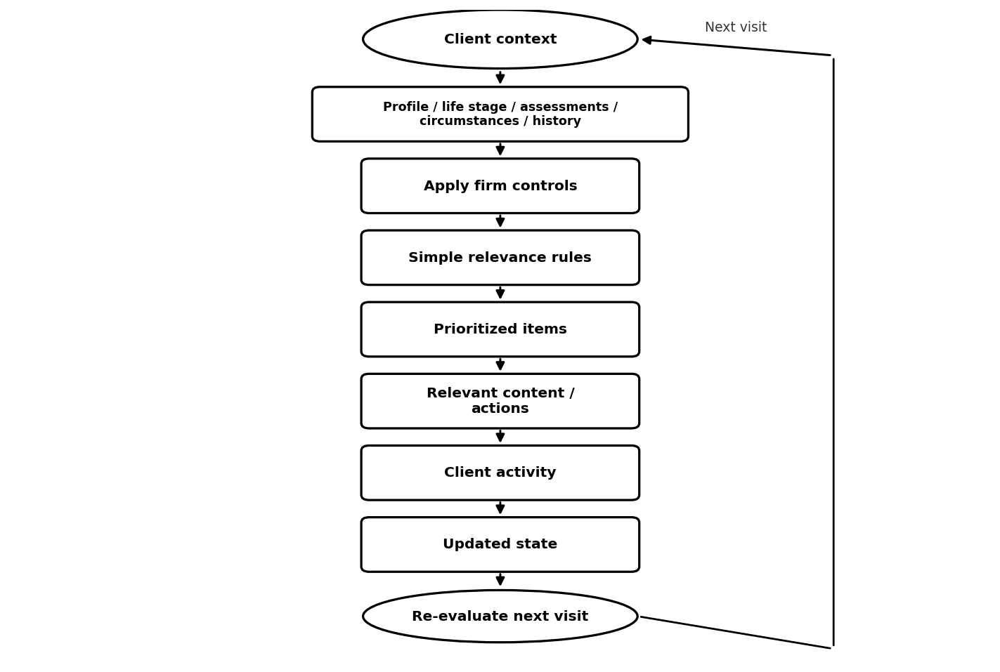 Client context
Next visit
Profile / life stage / assessments /
circumstances / history
Apply firm controls
Simple relevance rules
Prioritized items
Relevant content /
actions
Client activity
Updated state
Re-evaluate next visit